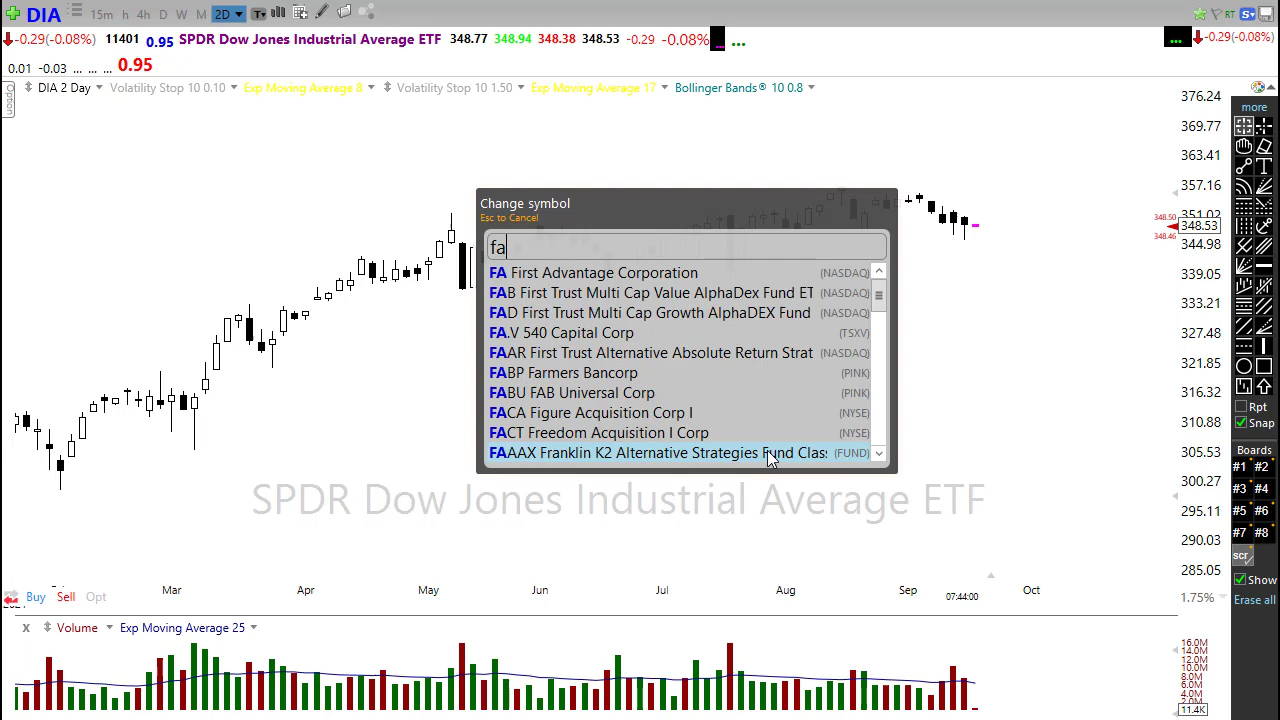 DIA 15m h 4h D W M 2D T RT S
-0.29(-0.08%) 11401 0.95 SPDR Dow Jones Industrial Average ETF 348.77 348.94 348.38 348.53 -0.29 -0.08% ... ... ... -0.29(-0.08%)
0.01 -0.03 ... ... ... 0.95
Option DIA 2 Day Volatility Stop 10 0.10 Exp Moving Average 8 Volatility Stop 10 1.50 Exp Moving Average 17 Bollinger Bands® 10 0.8
376.24
more
369.77
363.41
357.16
351.02
348.50
348.53
348.46
344.98
339.05
333.21
327.48
321.85
316.32
310.88
305.53
300.27
295.11
290.03
285.05
Change symbol
Esc to Cancel
fa
FA First Advantage Corporation (NASDAQ)
FAB First Trust Multi Cap Value AlphaDex Fund ET (NASDAQ)
FAD First Trust Multi Cap Growth AlphaDEX Fund (NASDAQ)
FA.V 540 Capital Corp (TSXV)
FAAR First Trust Alternative Absolute Return Strat (NASDAQ)
FABP Farmers Bancorp (PINK)
FABU FAB Universal Corp (PINK)
FACA Figure Acquisition Corp I (NYSE)
FACT Freedom Acquisition I Corp (NYSE)
FAAAX Franklin K2 Alternative Strategies Fund Clas (FUND)
SPDR Dow Jones Industrial Average ETF
Rpt
Snap
Boards
#1 #2
#3 #4
#5 #6
#7 #8
scr
Show
Erase all
Mar Apr May Jun Jul Aug Sep Oct
07:44:00
Buy Sell Opt 1.75%
X Volume Exp Moving Average 25
16.0M
12.0M
10.0M
8.0M
6.0M
4.0M
11.4K